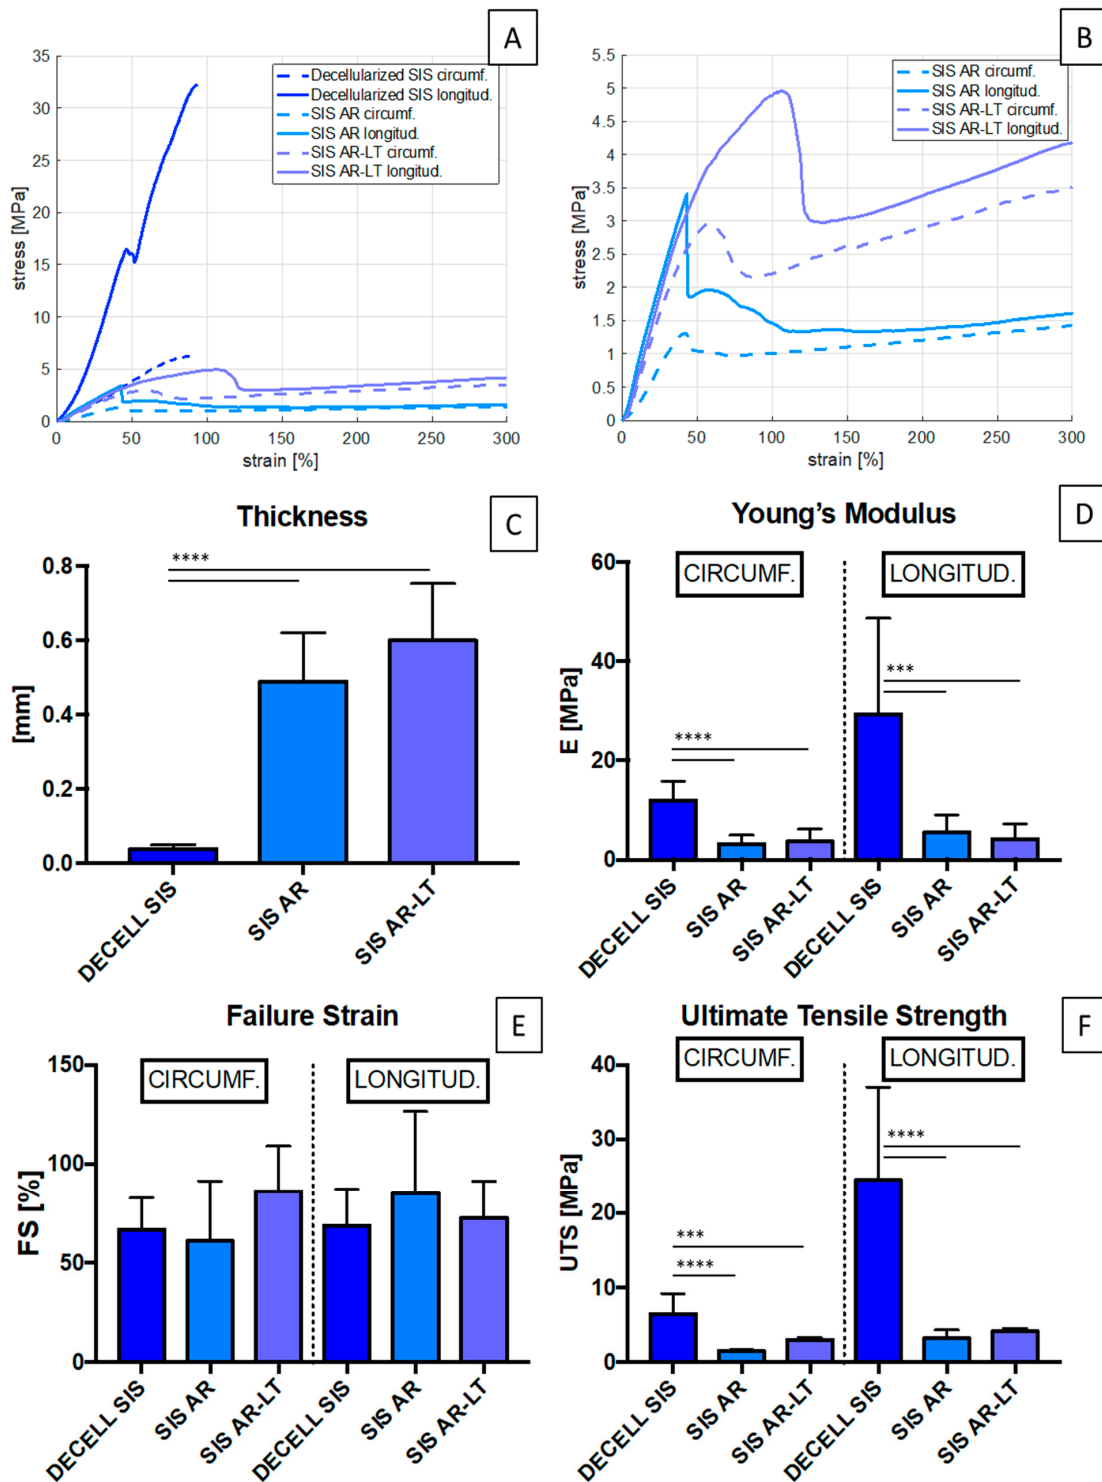 A
35
30
25
20
15
10
5
0
stress [MPa]
Decellularized SIS circumf.
Decellularized SIS longitud.
SIS AR circumf.
SIS AR longitud.
SIS AR-LT circumf.
SIS AR-LT longitud.
0 50 100 150 200 250 300
strain [%]
B
5.5
5
4.5
4
3.5
3
2.5
2
1.5
1
0.5
0
stress [MPa]
SIS AR circumf.
SIS AR longitud.
SIS AR-LT circumf.
SIS AR-LT longitud.
0 50 100 150 200 250 300
strain [%]
Thickness
C
****
0.8
0.6
0.4
0.2
0.0
[mm]
DECELL SIS
SIS AR
SIS AR-LT
Young's Modulus
D
CIRCUMF.
LONGITUD.
60
40
20
0
E [MPa]
****
***
DECELL SIS
SIS AR
SIS AR-LT
DECELL SIS
SIS AR
SIS AR-LT
Failure Strain
E
CIRCUMF.
LONGITUD.
150
100
50
0
FS [%]
DECELL SIS
SIS AR
SIS AR-LT
DECELL SIS
SIS AR
SIS AR-LT
Ultimate Tensile Strength
F
CIRCUMF.
LONGITUD.
40
30
20
10
0
UTS [MPa]
***
****
****
DECELL SIS
SIS AR
SIS AR-LT
DECELL SIS
SIS AR
SIS AR-LT